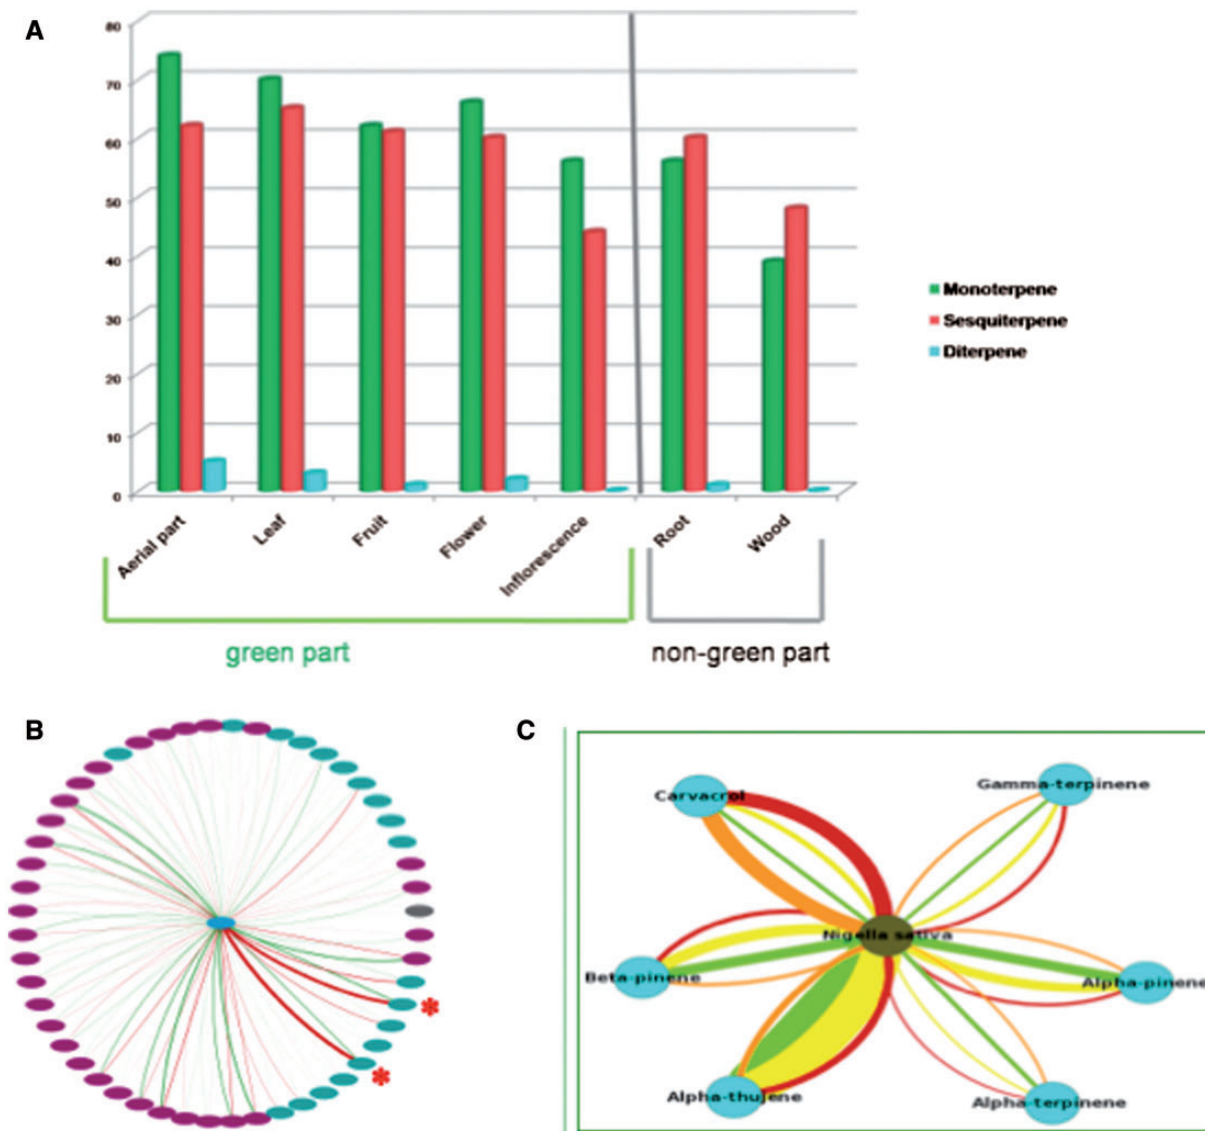 A
80
70
60
50
40
30
20
10
0
Monoterpene
Sesquiterpene
Diterpene
Aerial part
Leaf
Fruit
Flower
Inflorescence
Root
Wood
green part
non-green part
B
*
*
C
Carvacrol
Gamma-terpinene
Nigella sativa
Beta-pinene
Alpha-pinene
Alpha-thujene
Alpha-terpinene